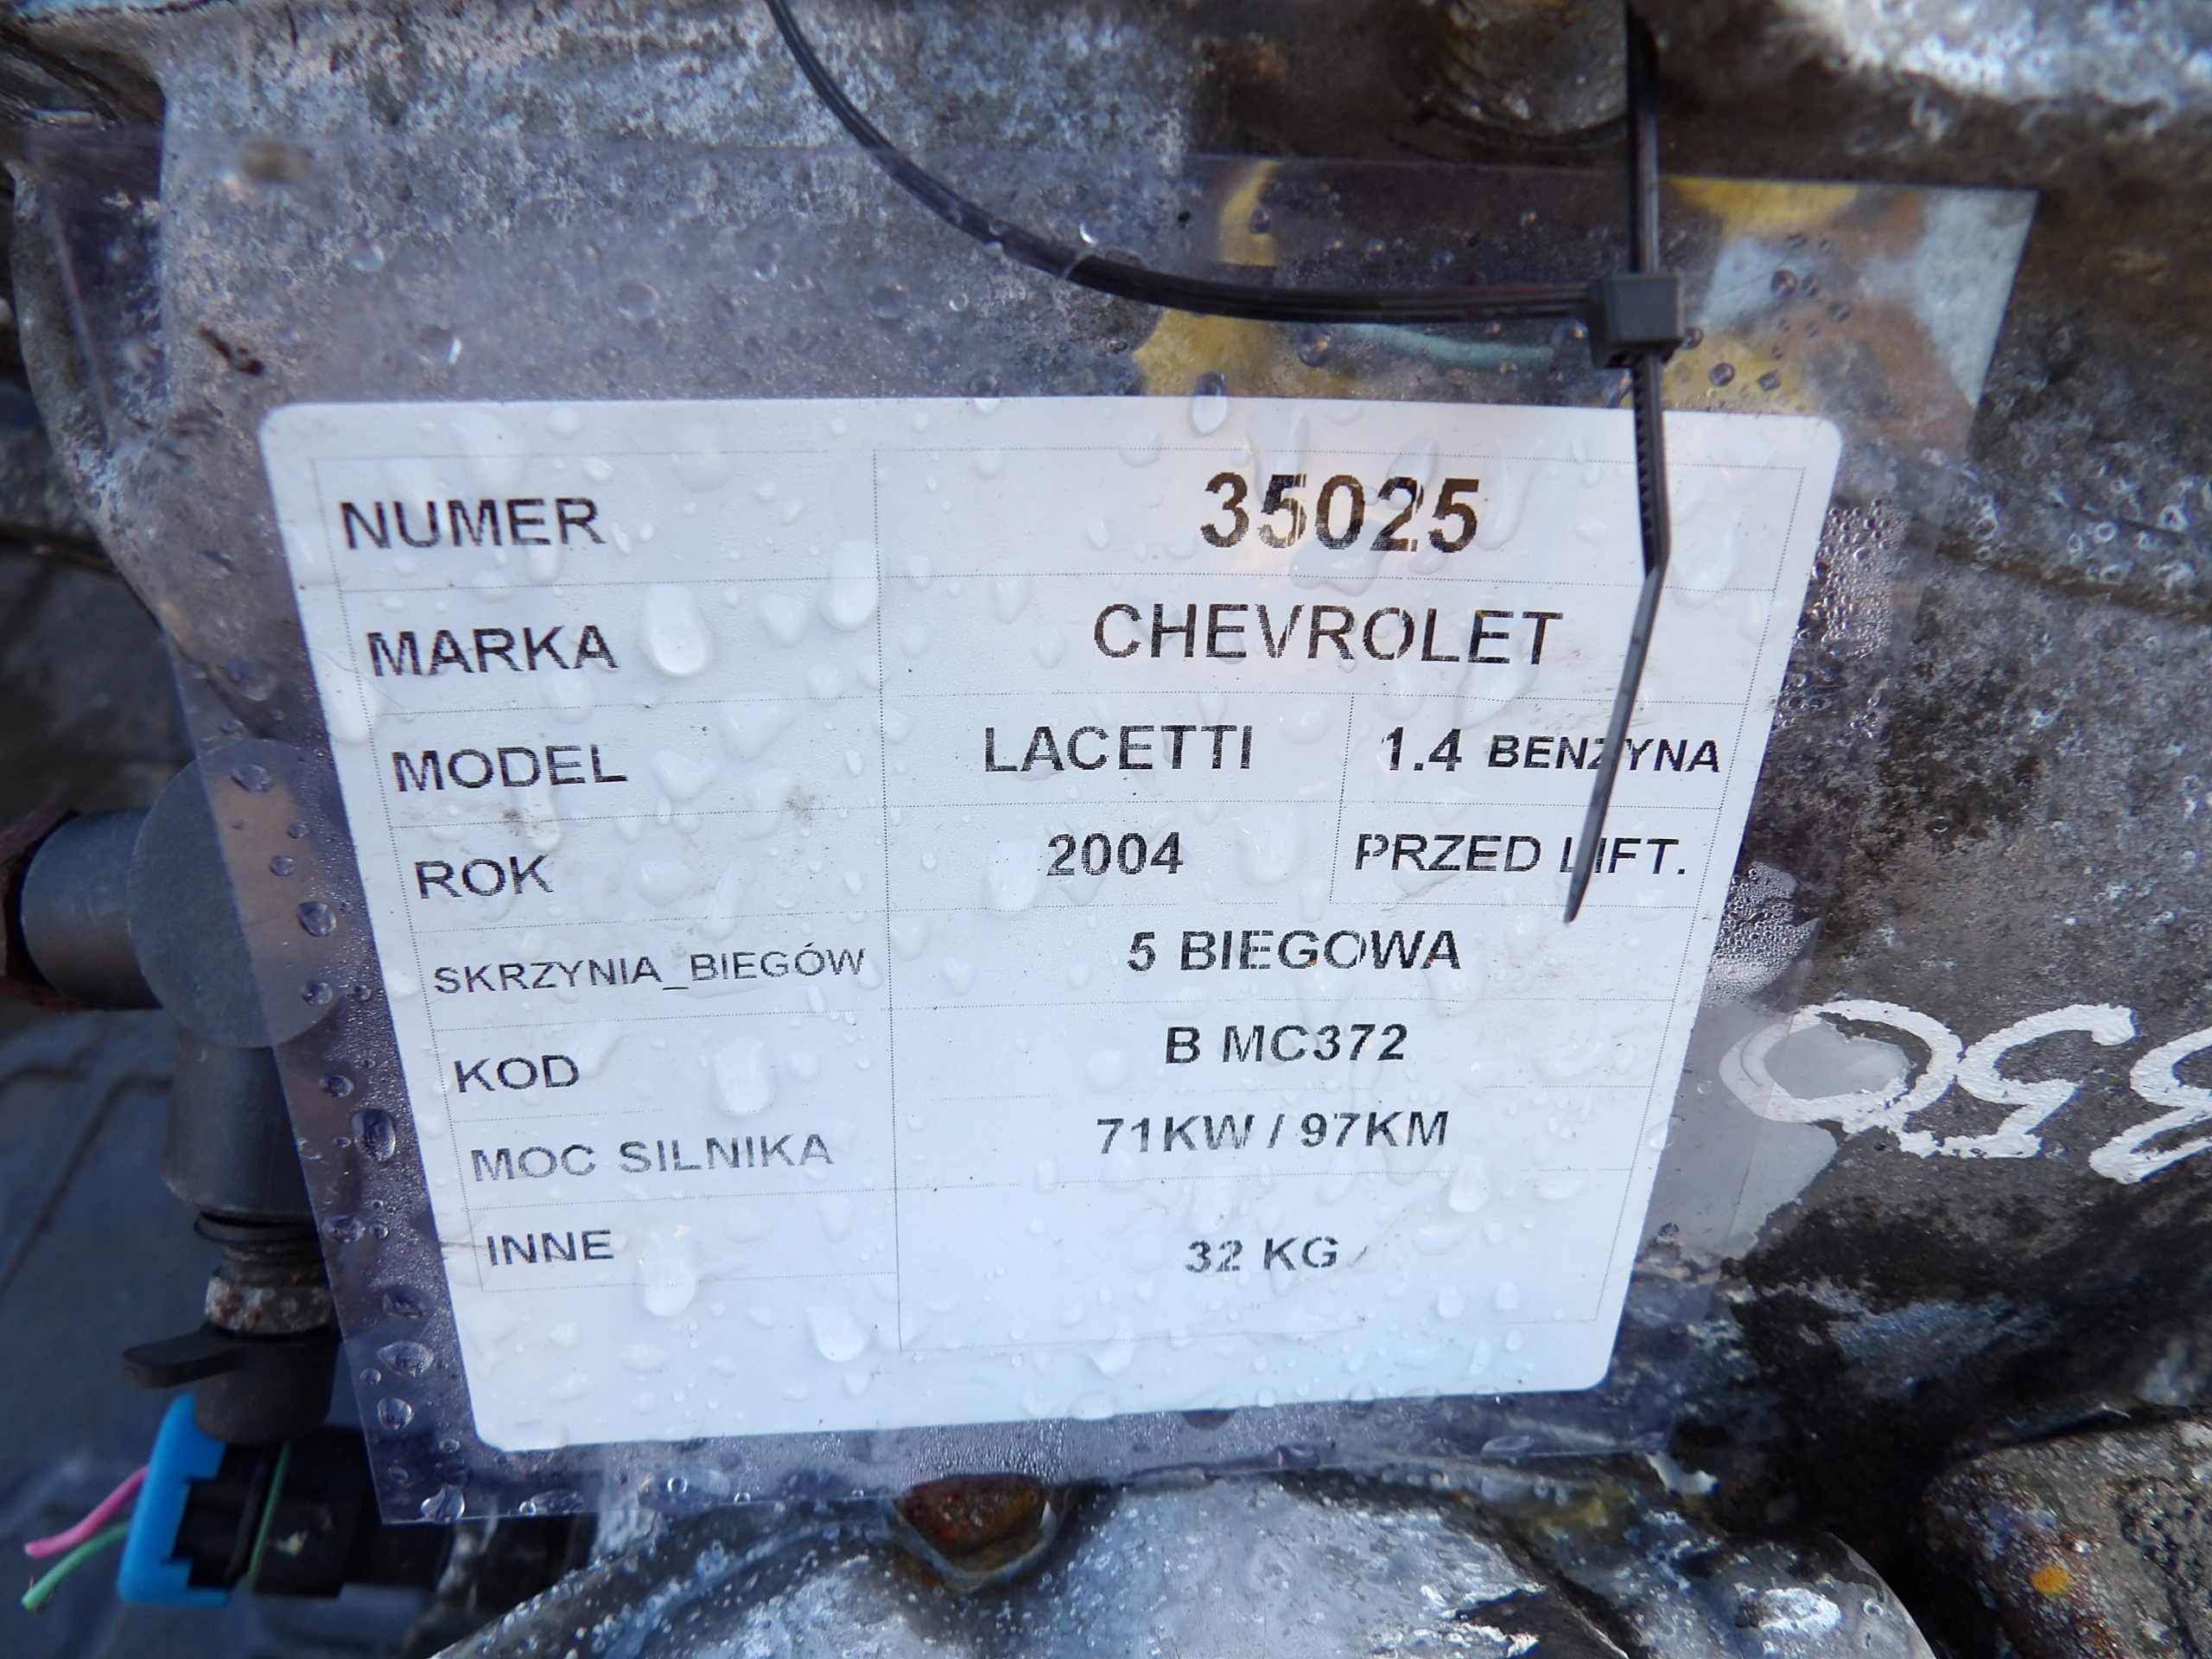 NUMER 35025
MARKA CHEVROLET
MODEL LACETTI 1.4 BENZYNA
ROK 2004 PRZED LIFT.
SKRZYNIA_BIEGÓW 5 BIEGOWA
KOD B MC372
MOC SILNIKA 71KW / 97KM
INNE 32 KG